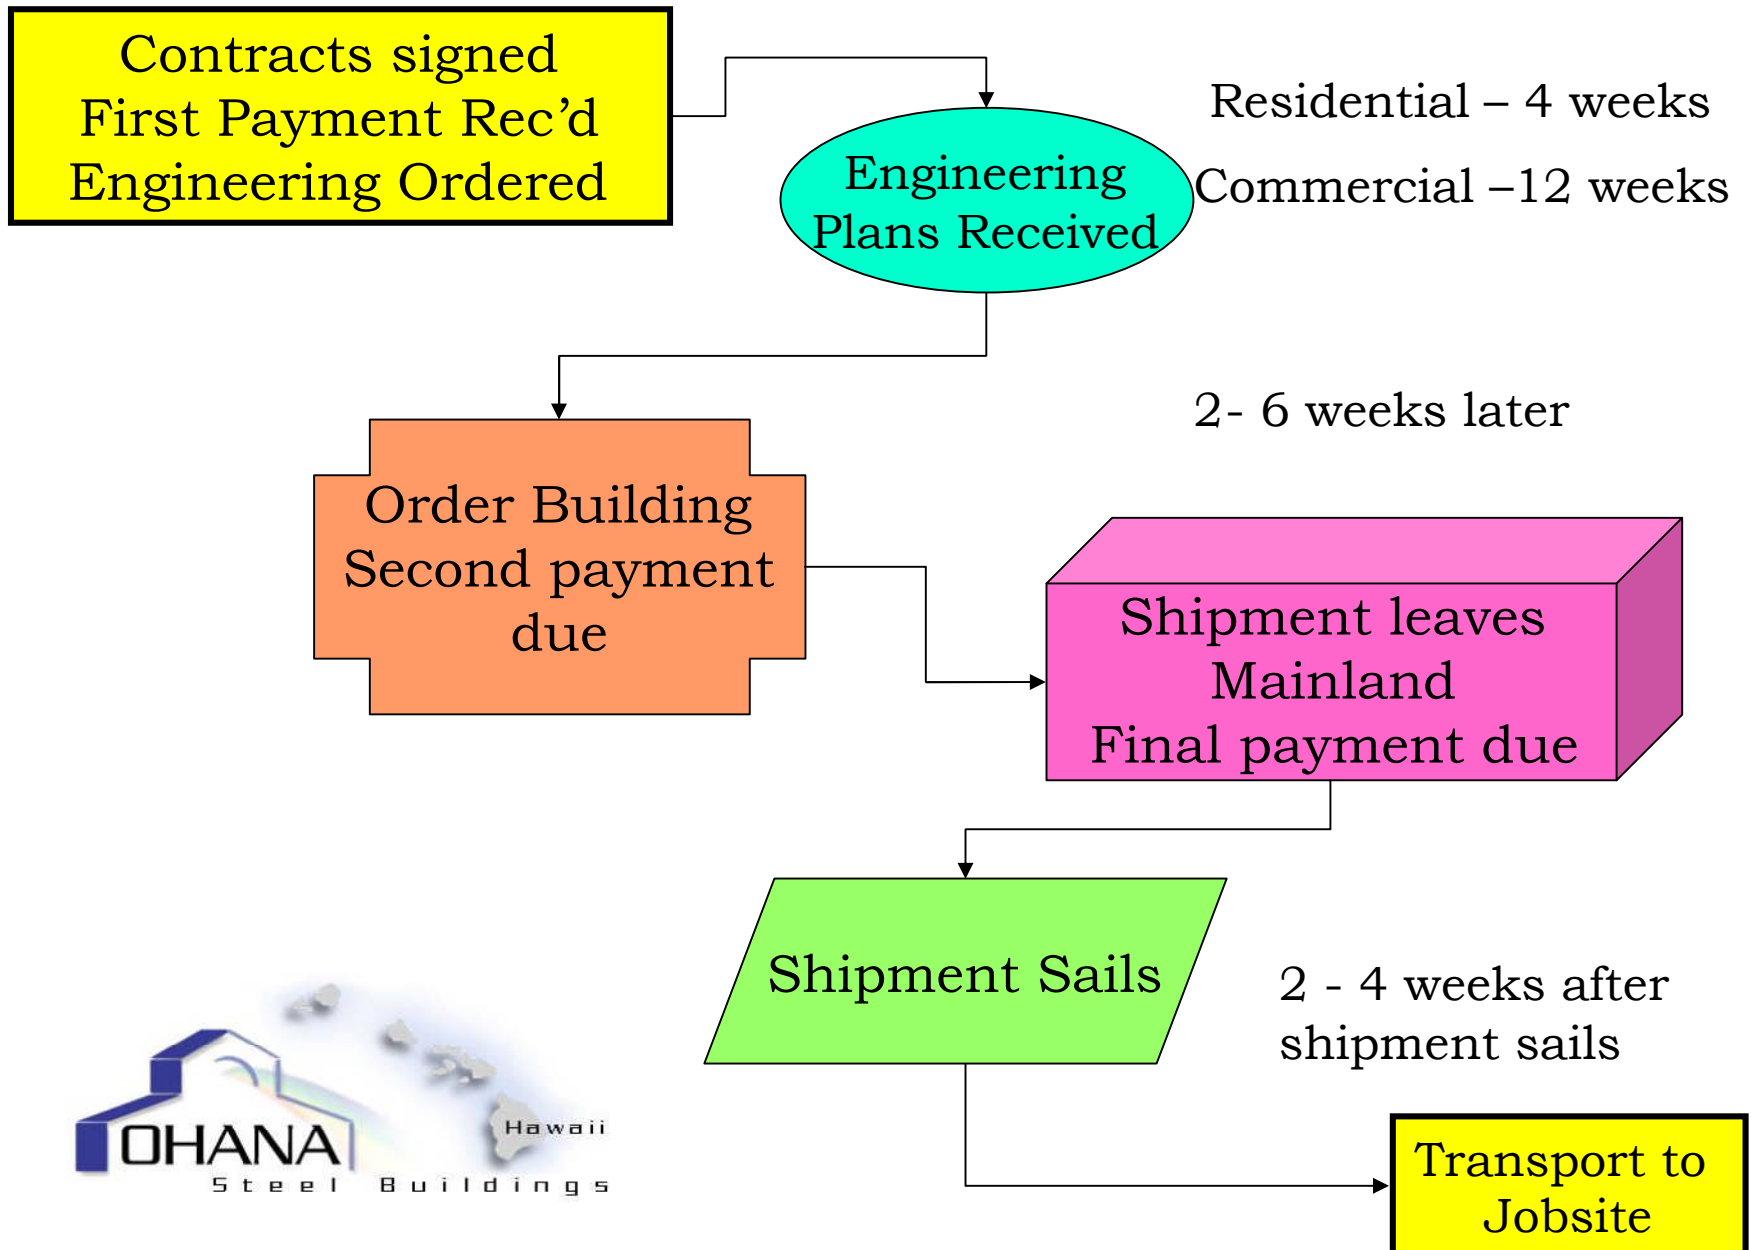 Contracts signed
First Payment Rec’d
Engineering Ordered
Engineering
Plans Received
Residential – 4 weeks
Commercial –12 weeks
2- 6 weeks later
Order Building
Second payment
due
Shipment leaves
Mainland
Final payment due
Shipment Sails
2 - 4 weeks after
shipment sails
Transport to
Jobsite
Hawaii
OHANA
Steel Buildings